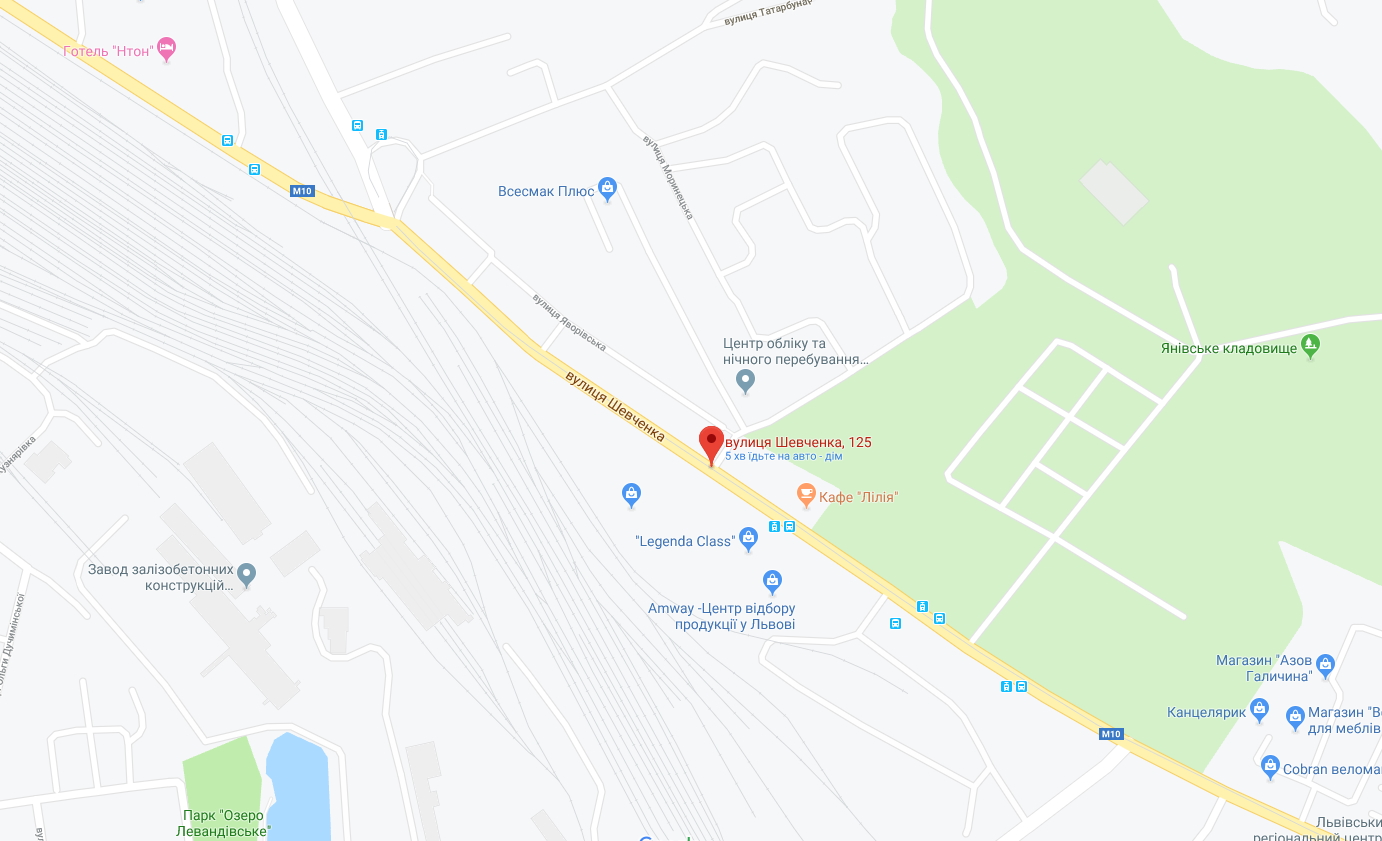 вулиця Татарбунар
Готель "Нтон"
M10
вулиця Моринецька
Всесмак Плюс
вулиця Яворівська
Центр обліку та
нічного перебування...
Янівське кладовище
вулиця Шевченка
вулиця Шевченка, 125
5 хв їдьте на авто - дім
Кафе "Лілія"
"Legenda Class"
Завод залізобетонних
конструкцій...
Amway -Центр відбору
продукції у Львові
Ольги Дучимінської
Магазин "Азов
Галичина"
Канцелярик
Магазин "Ве
для меблів
M10
Cobran велома
Парк "Озеро
Левандівське"
Львівськи
регіональний центр